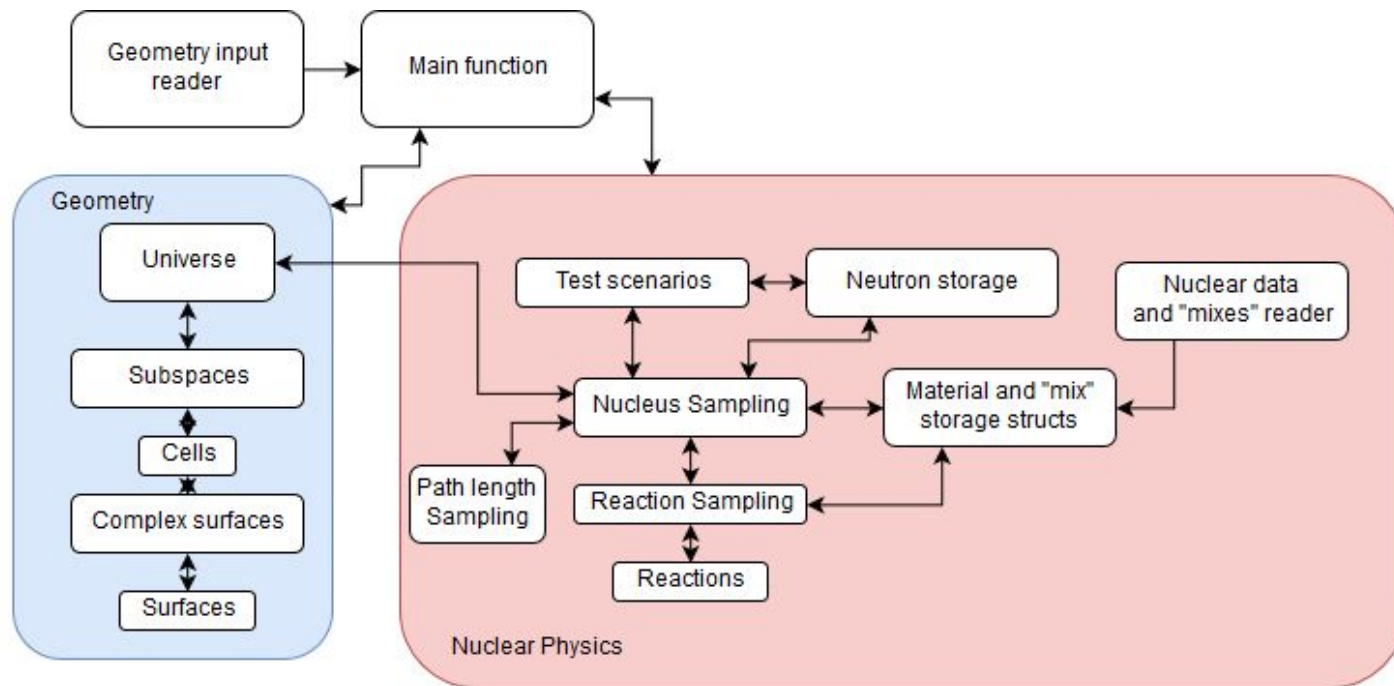 Geometry input
reader
Main function
Geometry
Universe
Subspaces
Cells
Complex surfaces
Surfaces
Test scenarios
Neutron storage
Nuclear data
and "mixes" reader
Nucleus Sampling
Material and "mix"
storage structs
Path length
Sampling
Reaction Sampling
Reactions
Nuclear Physics